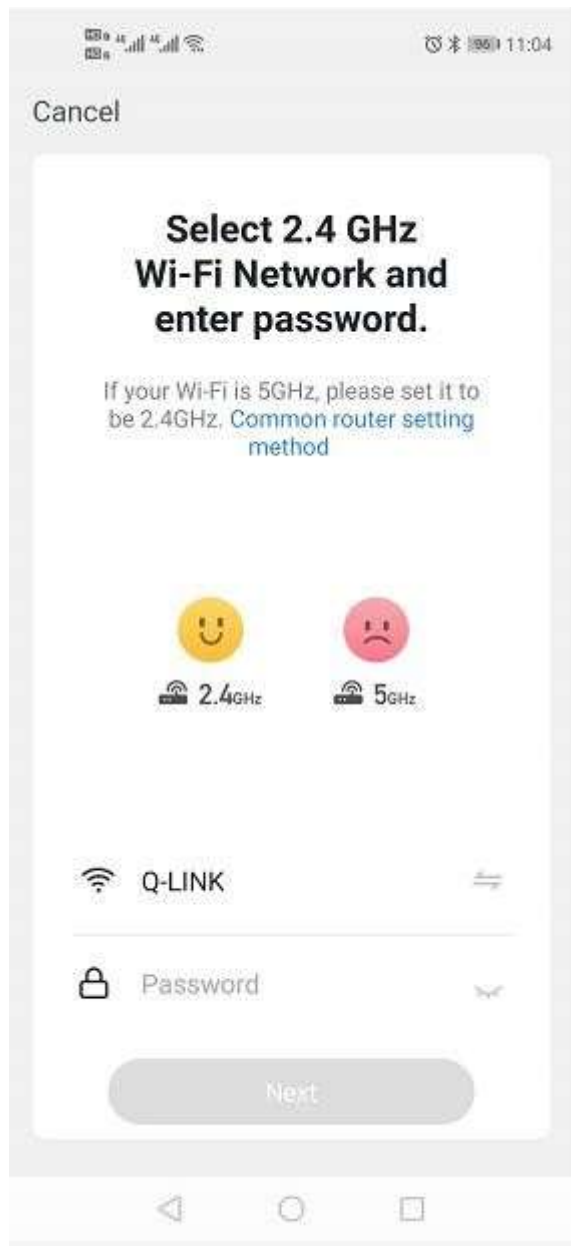 11:04
Cancel
Select 2.4 GHz
Wi-Fi Network and
enter password.
If your Wi-Fi is 5GHz, please set it to
be 2.4GHz. Common router setting
method
2.4GHz 5GHz
Q-LINK
Password
Next